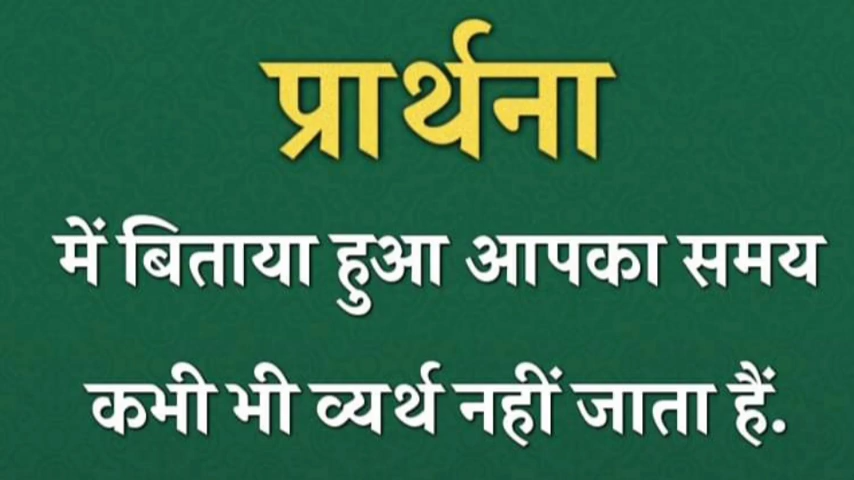 प्रार्थना
में बिताया हुआ आपका समय
कभी भी व्यर्थ नहीं जाता हैं.